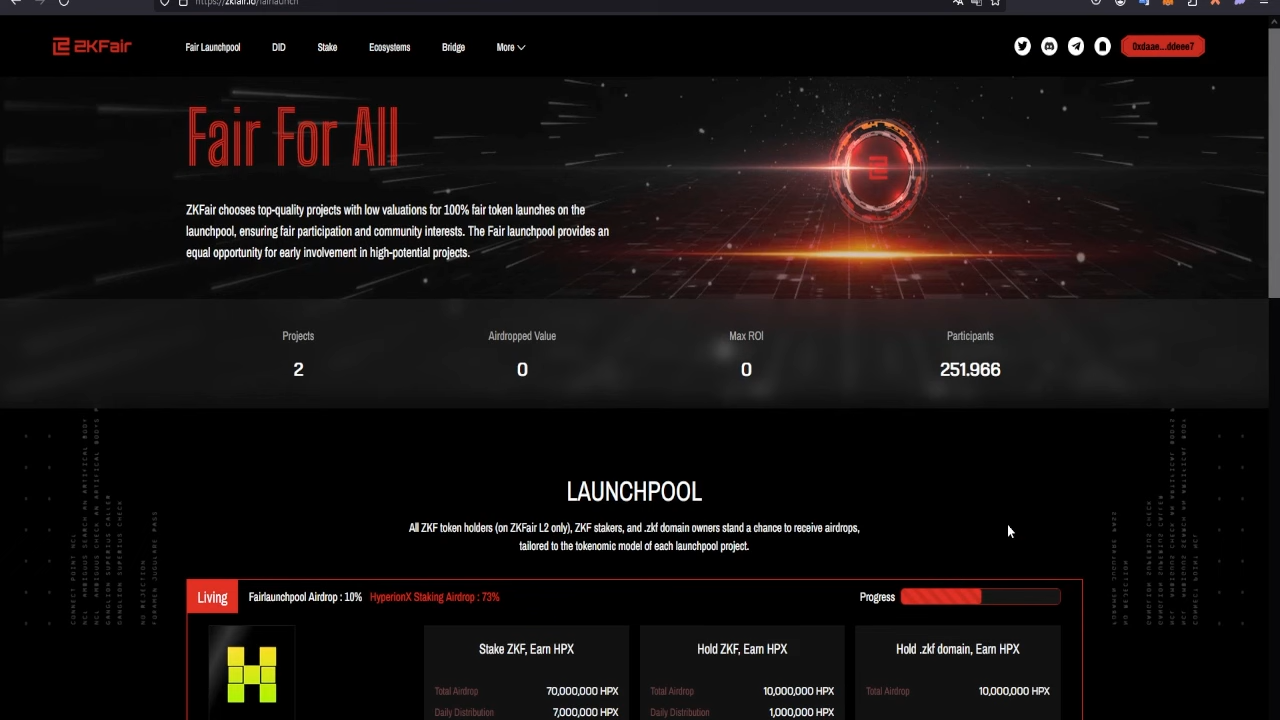 https://zkfair.io/fairlaunch
ZKFair
Fair Launchpool
DID
Stake
Ecosystems
Bridge
More
0xdaae...ddeee7
Fair For All
ZKFair chooses top-quality projects with low valuations for 100% fair token launches on the
launchpool, ensuring fair participation and community interests. The Fair launchpool provides an
equal opportunity for early involvement in high-potential projects.
Projects
Airdropped Value
Max ROI
Participants
2
0
0
251.966
LAUNCHPOOL
All ZKF token holders (on ZKFair L2 only), ZKF stakers, and .zkf domain owners stand a chance to receive airdrops,
tailored to the tokenomic model of each launchpool project.
Living
Fairlaunch Airdrop : 10%
HyperionX Staking Airdrop : 73%
Progress
Stake ZKF, Earn HPX
Total Airdrop
70,000,000 HPX
Daily Distribution
7,000,000 HPX
Hold ZKF, Earn HPX
Total Airdrop
10,000,000 HPX
Daily Distribution
1,000,000 HPX
Hold .zkf domain, Earn HPX
Total Airdrop
10,000,000 HPX